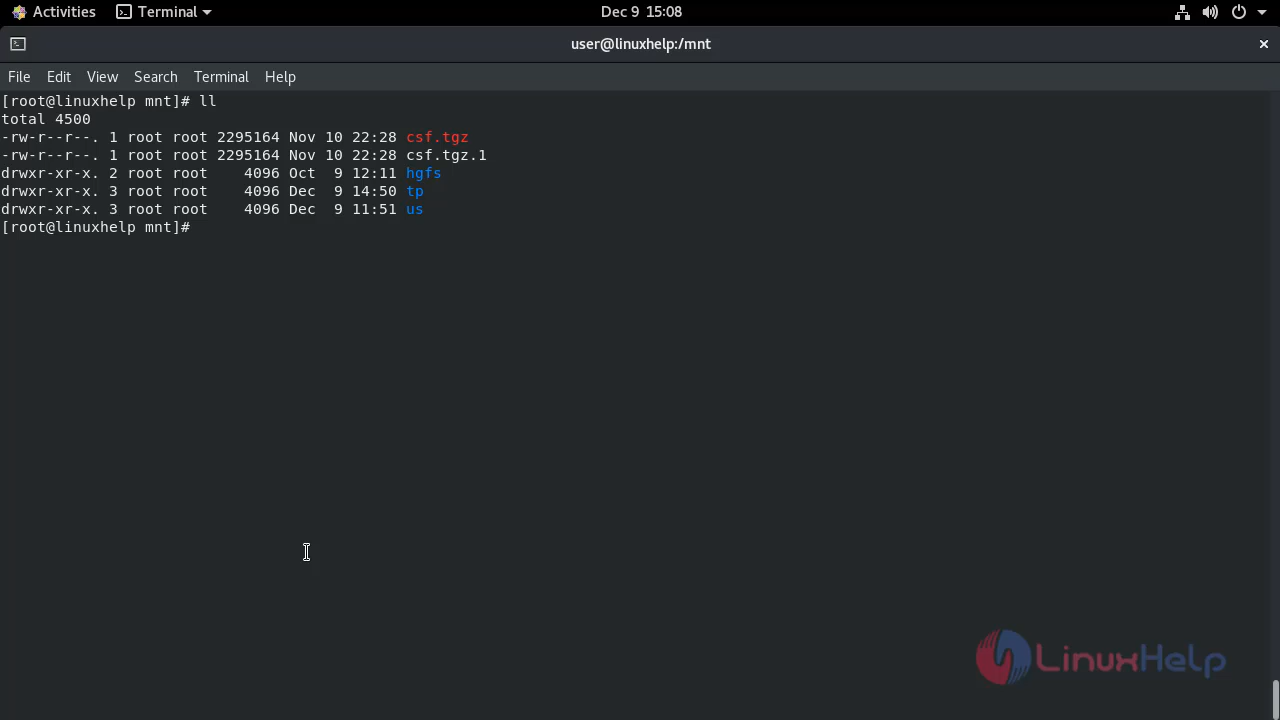 Activities Terminal Dec 9 15:08
user@linuxhelp:/mnt ×
File Edit View Search Terminal Help
[root@linuxhelp mnt]# ll
total 4500
-rw-r--r--. 1 root root 2295164 Nov 10 22:28 csf.tgz
-rw-r--r--. 1 root root 2295164 Nov 10 22:28 csf.tgz.1
drwxr-xr-x. 2 root root    4096 Oct  9 12:11 hgfs
drwxr-xr-x. 3 root root    4096 Dec  9 14:50 tp
drwxr-xr-x. 3 root root    4096 Dec  9 11:51 us
[root@linuxhelp mnt]#
LinuxHelp